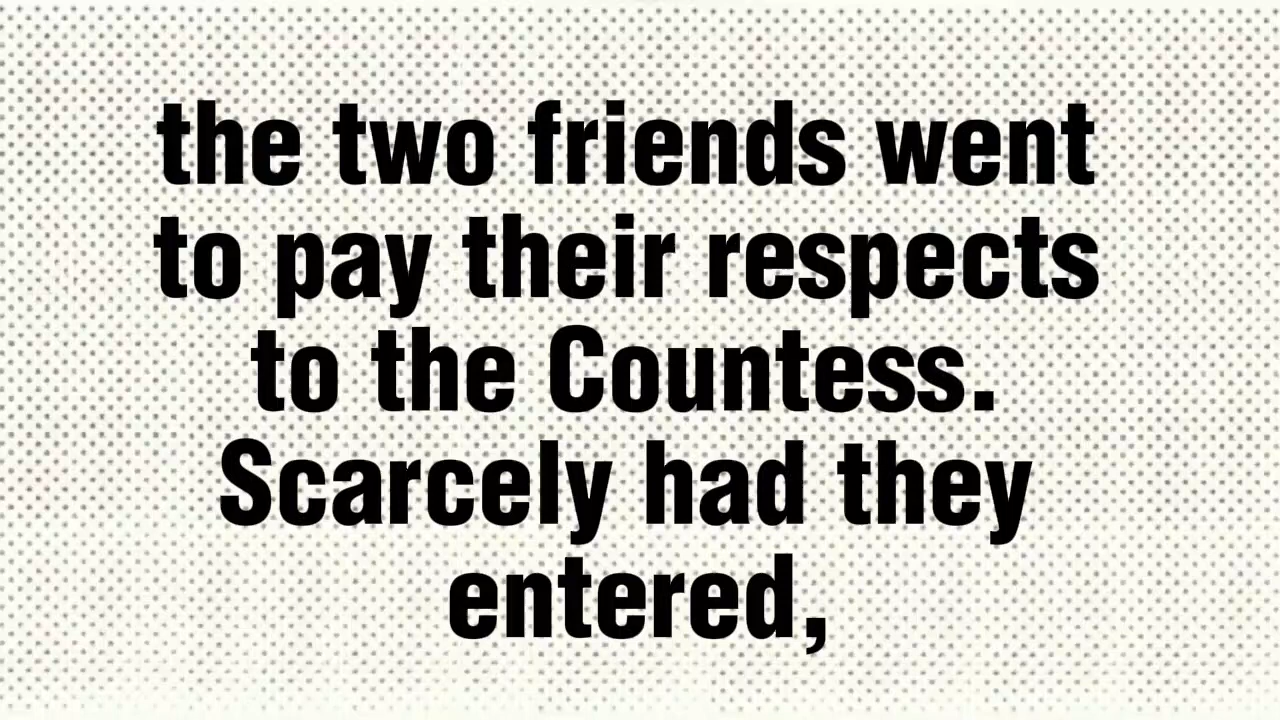 the two friends went
to pay their respects
to the Countess.
Scarcely had they
entered,